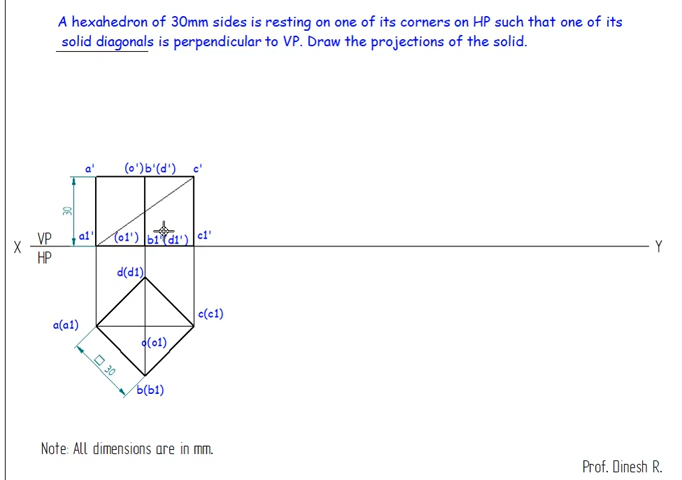 A hexahedron of 30mm sides is resting on one of its corners on HP such that one of its
solid diagonals is perpendicular to VP. Draw the projections of the solid.
a' (o')b'(d') c'
30
a1' (o1') b1'(d1') c1'
X VP Y
HP
d(d1)
c(c1)
a(a1)
o(o1)
□ 30
b(b1)
Note: All dimensions are in mm.
Prof. Dinesh R.